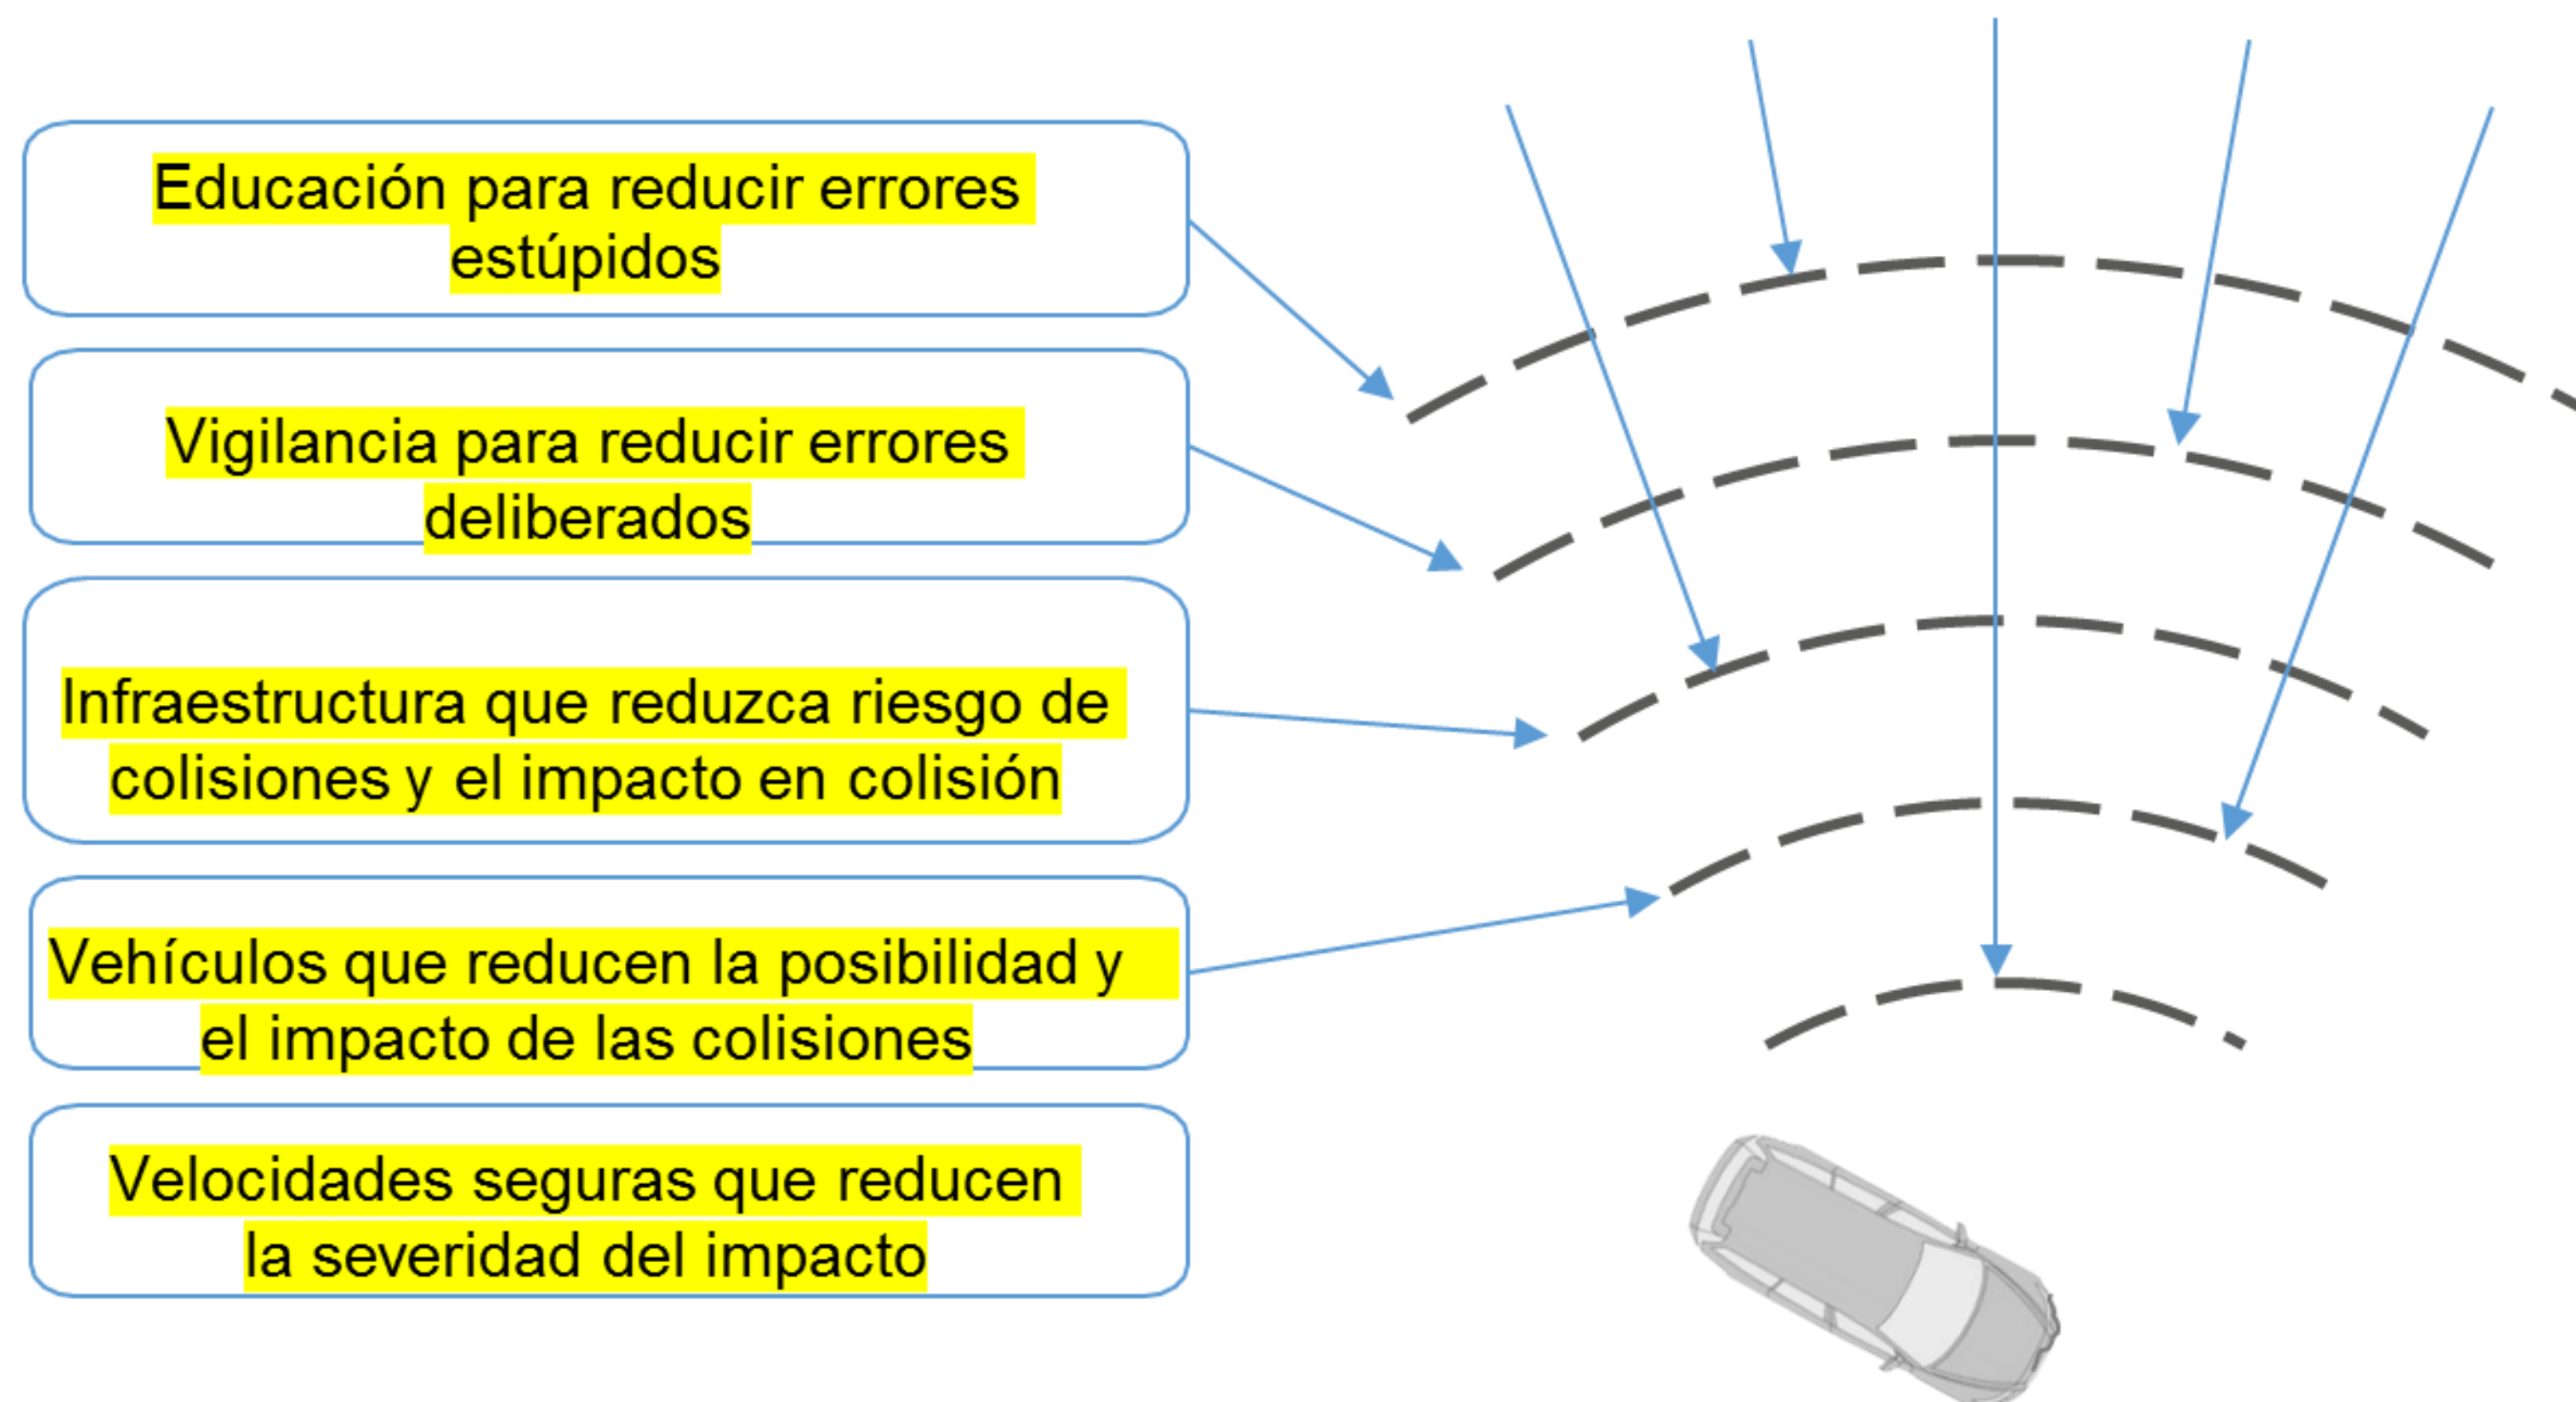 Educación para reducir errores
estúpidos
Vigilancia para reducir errores
deliberados
Infraestructura que reduzca riesgo de
colisiones y el impacto en colisión
Vehículos que reducen la posibilidad y
el impacto de las colisiones
Velocidades seguras que reducen
la severidad del impacto